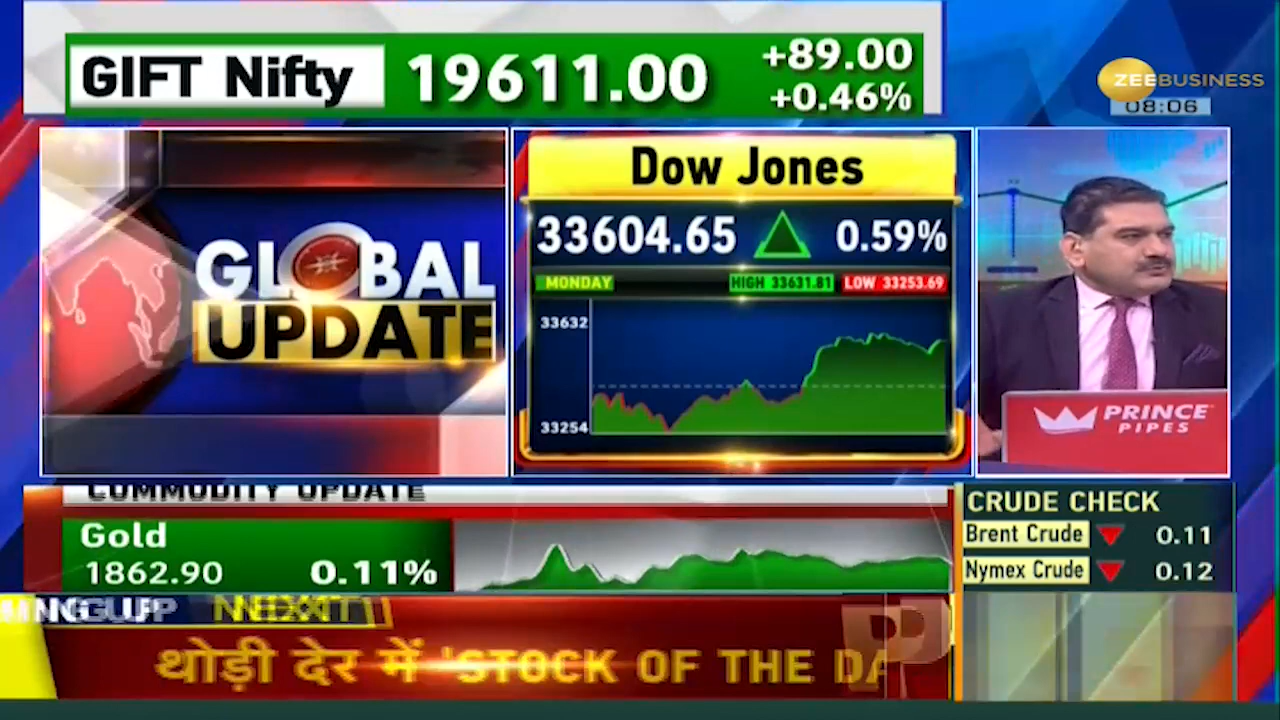 GIFT Nifty
19611.00
+89.00
+0.46%
ZEEBUSINESS
08:06
GLOBAL
UPDATE
Dow Jones
33604.65 0.59%
MONDAY HIGH 33631.81 LOW 33253.69
33632
33254
PRINCE
PIPES
COMMODITY UPDATE
Gold
1862.90 0.11%
CRUDE CHECK
Brent Crude 0.11
Nymex Crude 0.12
NEXT
थोड़ी देर में 'STOCK OF THE DA